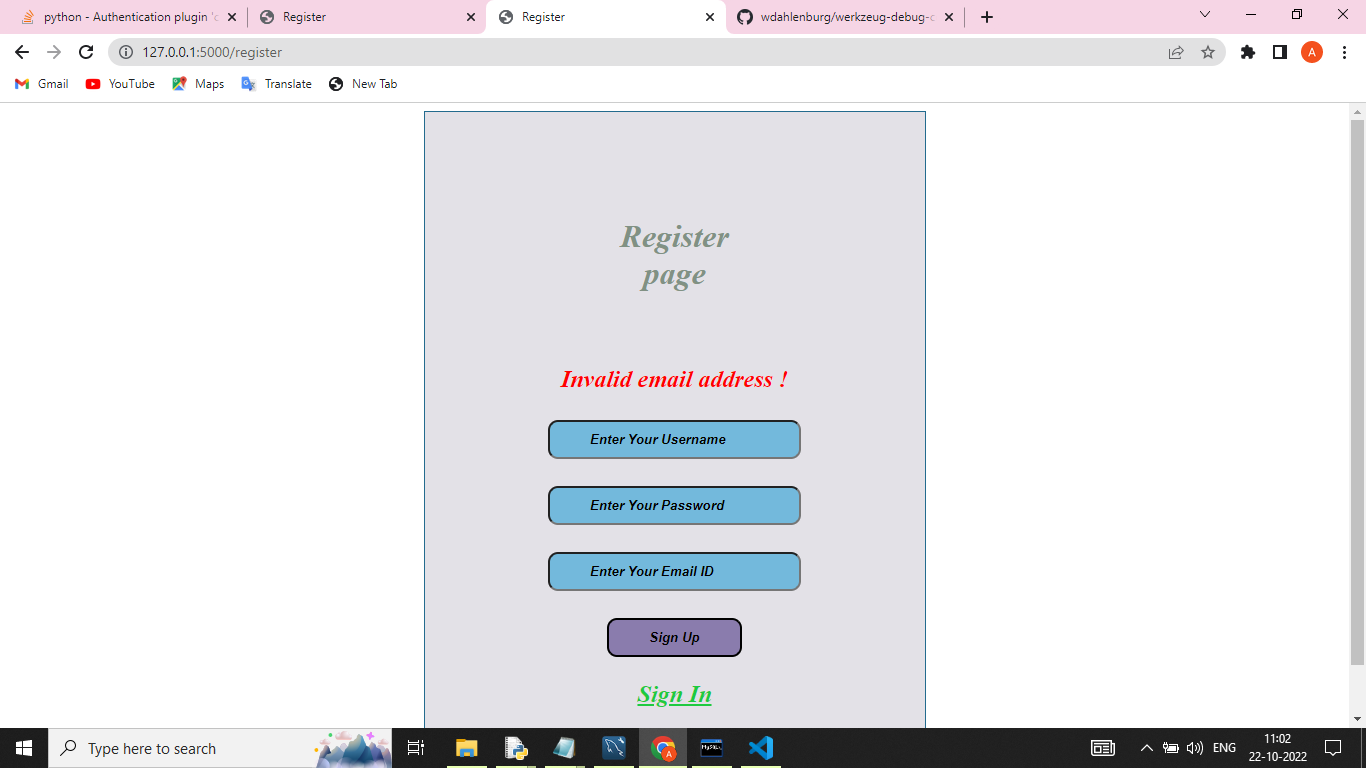 python - Authentication plugin 'c
Register
Register
wdahlenburg/werkzeug-debug-c
127.0.0.1:5000/register
A
Gmail
YouTube
Maps
Translate
New Tab
Register
page
Invalid email address !
Enter Your Username
Enter Your Password
Enter Your Email ID
Sign Up
Sign In
Type here to search
A
MySQL
ENG
11:02
22-10-2022